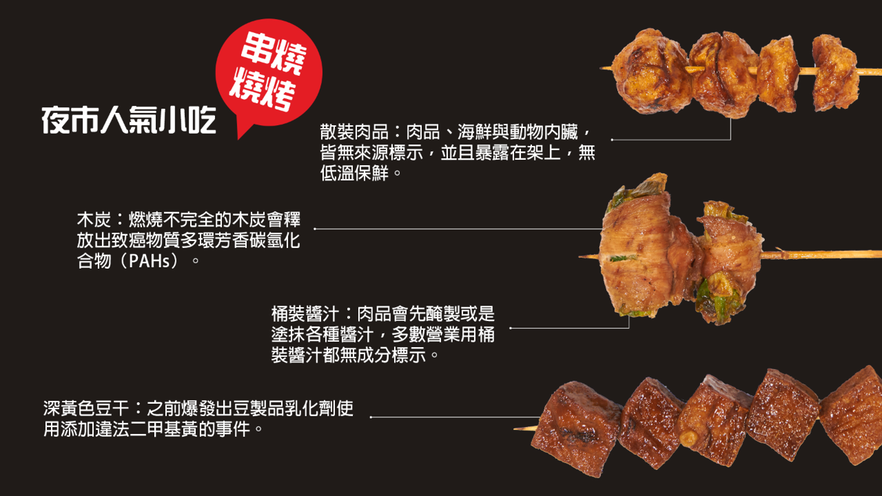 串燒
燒烤
夜市人氣小吃
散裝肉品：肉品、海鮮與動物內臟，
皆無來源標示，並且暴露在架上，無
低溫保鮮。
木炭：燃燒不完全的木炭會釋
放出致癌物質多環芳香碳氫化
合物（PAHs）。
桶裝醬汁：肉品會先醃製或是
塗抹各種醬汁，多數營業用桶
裝醬汁都無成分標示。
深黃色豆干：之前爆發出豆製品乳化劑使
用添加違法二甲基黃的事件。